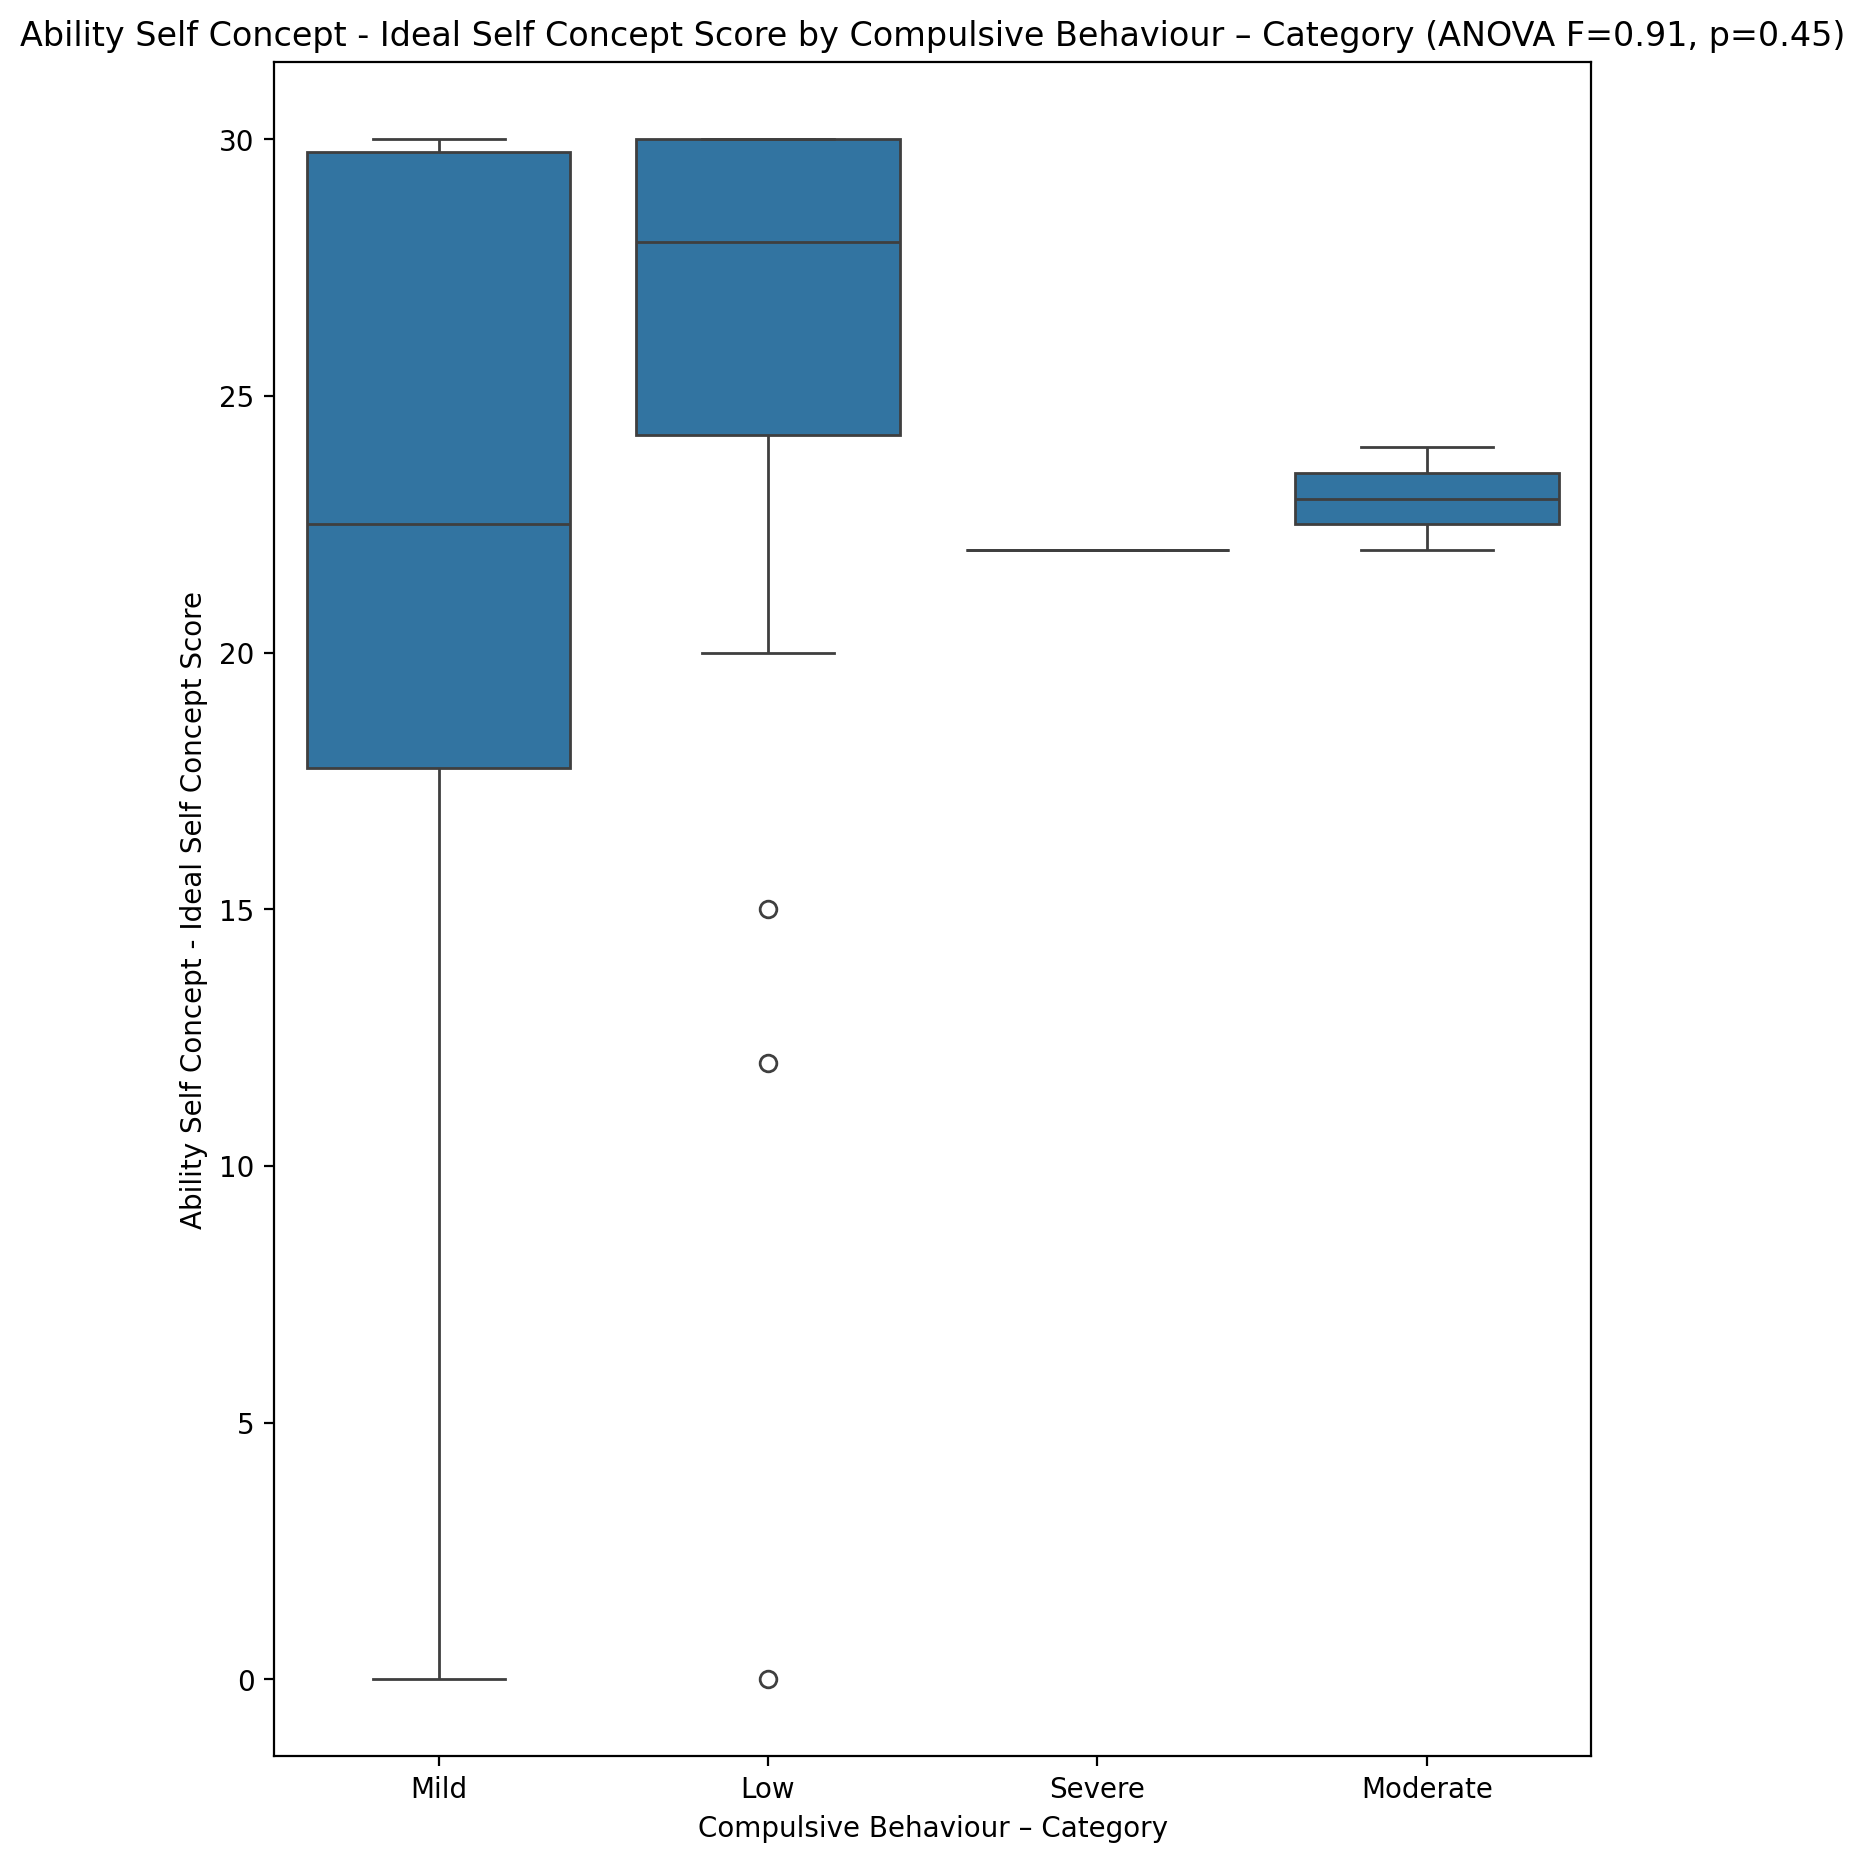 Ability Self Concept - Ideal Self Concept Score by Compulsive Behaviour – Category (ANOVA F=0.91, p=0.45)
30
25
20
15
10
5
0
Ability Self Concept - Ideal Self Concept Score
Mild
Low
Severe
Moderate
Compulsive Behaviour – Category